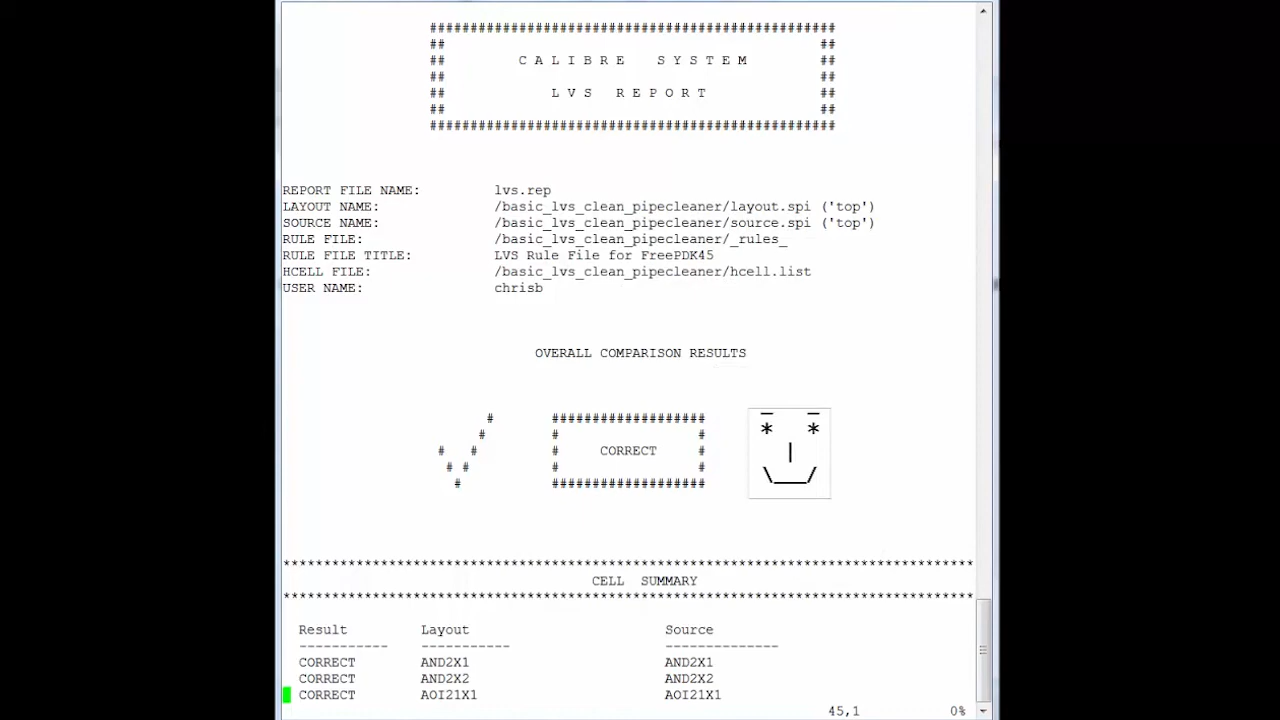 ##################################################
##                                              ##
##         C A L I B R E    S Y S T E M         ##
##                                              ##
##             L V S   R E P O R T              ##
##                                              ##
##################################################
REPORT FILE NAME:         lvs.rep
LAYOUT NAME:              /basic_lvs_clean_pipecleaner/layout.spi ('top')
SOURCE NAME:              /basic_lvs_clean_pipecleaner/source.spi ('top')
RULE FILE:                /basic_lvs_clean_pipecleaner/_rules_
RULE FILE TITLE:          LVS Rule File for FreePDK45
HCELL FILE:               /basic_lvs_clean_pipecleaner/hcell.list
USER NAME:                chrisb
OVERALL COMPARISON RESULTS
      #       ###################      _     _
     #        #                 #      *     *
#   #         #     CORRECT     #         |
 # #          #                 #      \___/
  #           ###################
*************************************************************************************
CELL  SUMMARY
*************************************************************************************
Result         Layout                        Source
-----------    -----------                   --------------
CORRECT        AND2X1                        AND2X1
CORRECT        AND2X2                        AND2X2
CORRECT        AOI21X1                       AOI21X1
45,1           0%